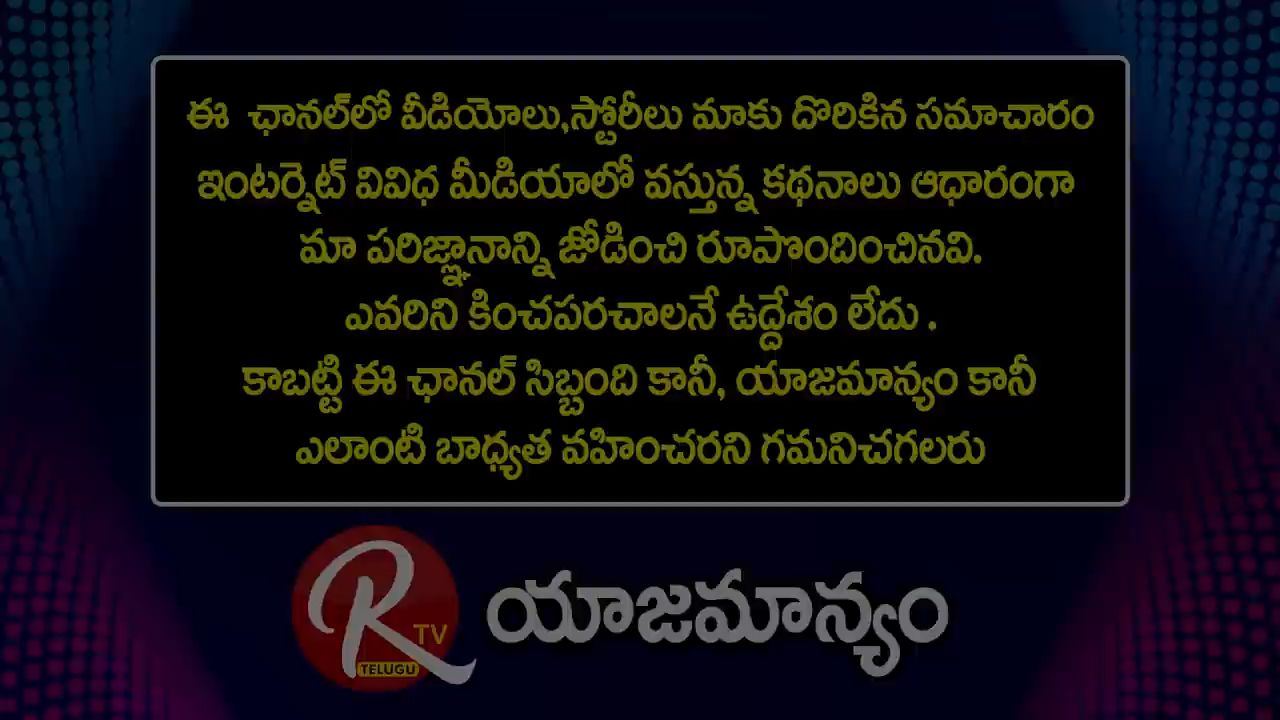 ఈ ఛానల్‌లో వీడియోలు,స్టోరీలు మాకు దొరికిన సమాచారం
ఇంటర్నెట్ వివిధ మీడియాలో వస్తున్న కథనాలు ఆధారంగా
మా పరిజ్ఞానాన్ని జోడించి రూపొందించినవి.
ఎవరిని కించపరచాలనే ఉద్దేశం లేదు .
కాబట్టి ఈ ఛానల్ సిబ్బంది కానీ, యాజమాన్యం కానీ
ఎలాంటి బాధ్యత వహించరని గమనిచగలరు
R TV
TELUGU
యాజమాన్యం